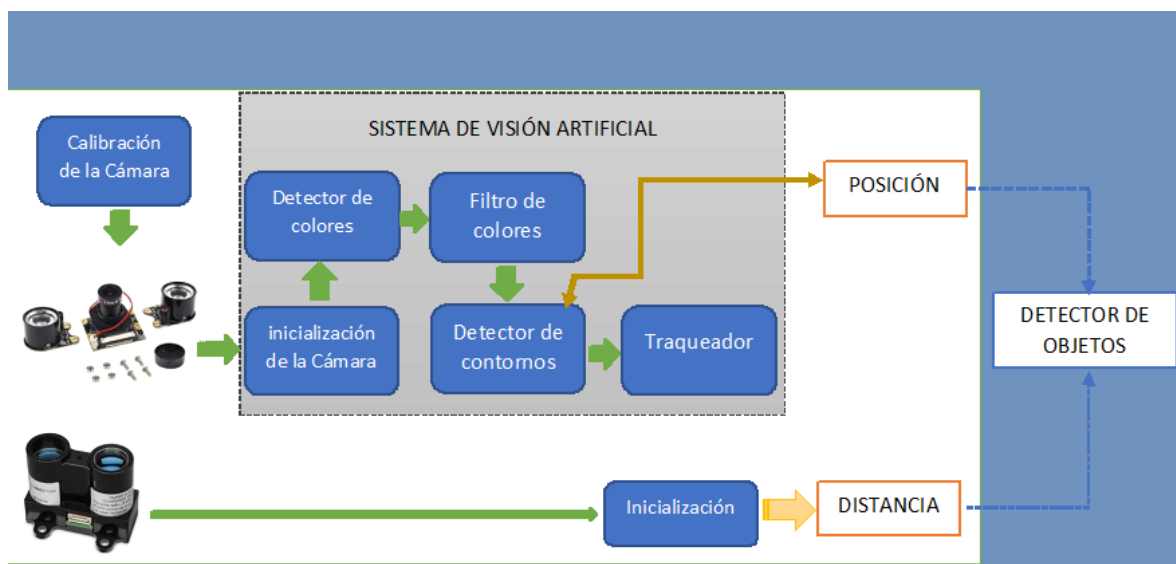 SISTEMA DE VISIÓN ARTIFICIAL
Calibración
de la Cámara
Detector de
colores
Filtro de
colores
POSICIÓN
inicialización
de la Cámara
Detector de
contornos
Traqueador
DETECTOR DE
OBJETOS
Inicialización
DISTANCIA